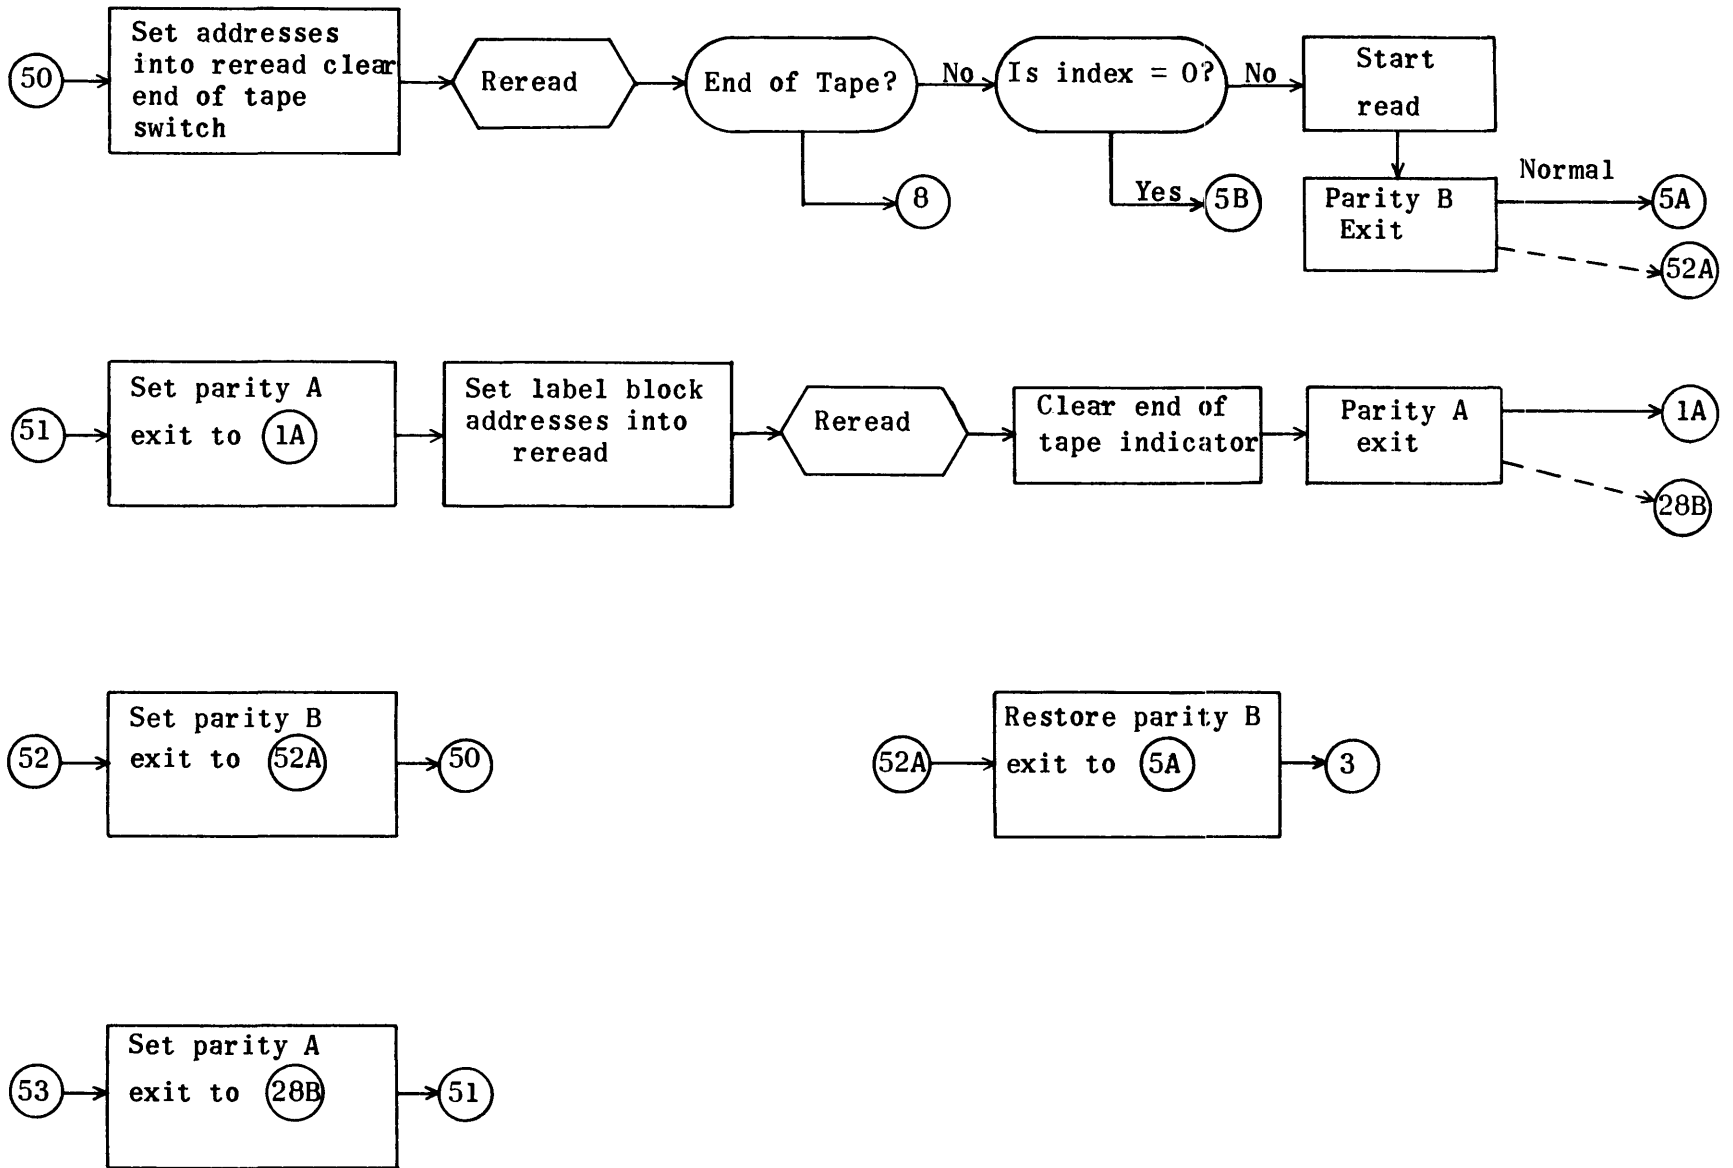 50
Set addresses
into reread clear
end of tape
switch
Reread
End of Tape?
No
Is index = 0?
No
Start
read
8
Yes
5B
Parity B
Exit
Normal
5A
52A
51
Set parity A
exit to 1A
Set label block
addresses into
reread
Reread
Clear end of
tape indicator
Parity A
exit
1A
28B
52
Set parity B
exit to 52A
50
52A
Restore parity B
exit to 5A
3
53
Set parity A
exit to 28B
51